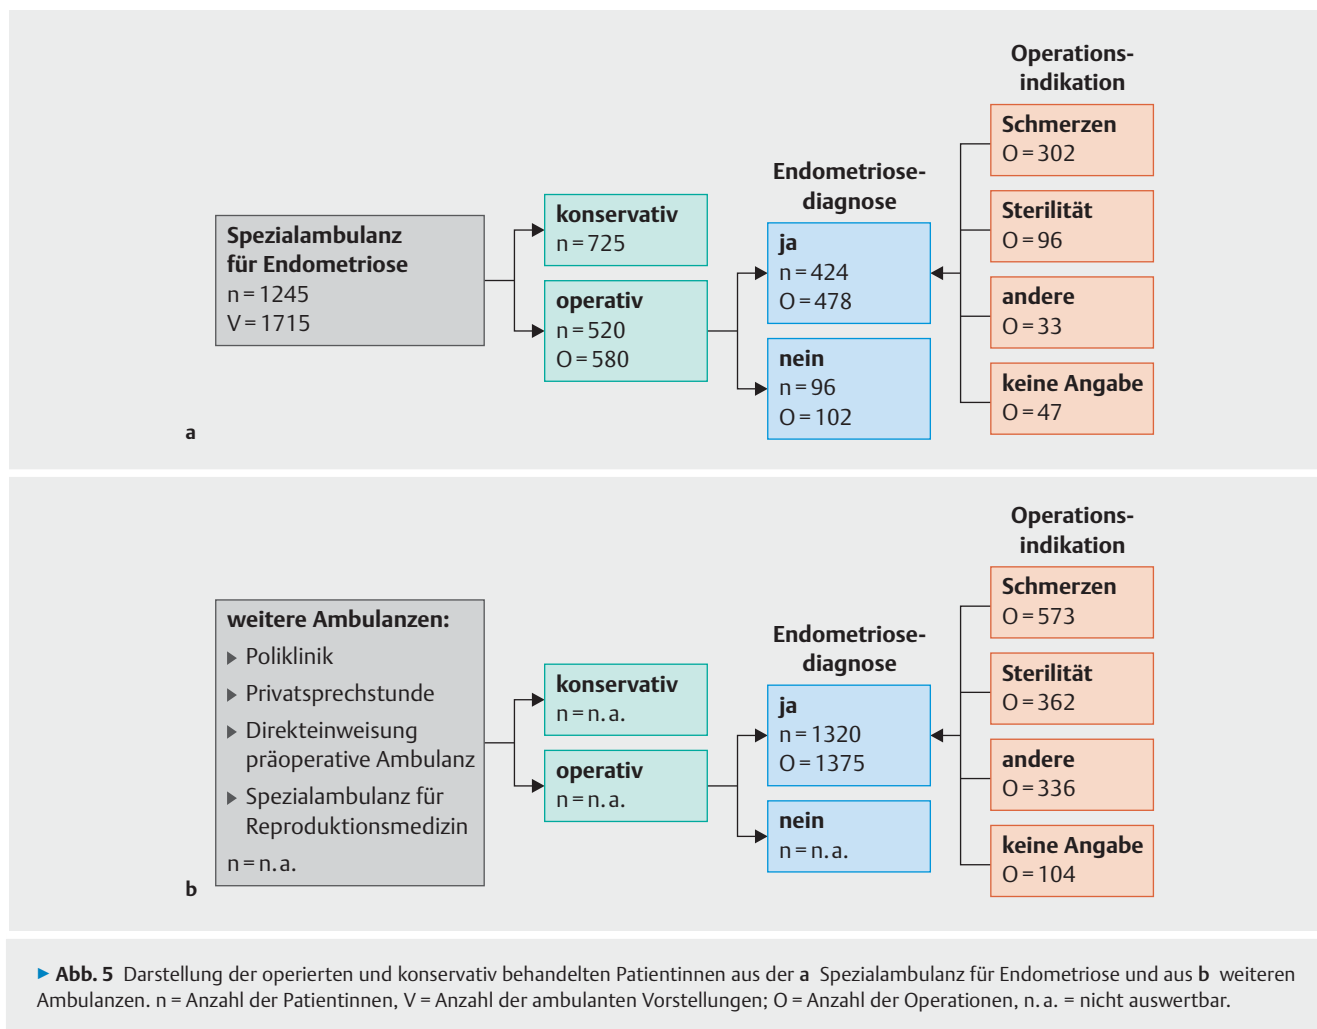 Spezialambulanz
für Endometriose
n = 1245
V = 1715
konservativ
n = 725
operativ
n = 520
O = 580
Endometriose-
diagnose
ja
n = 424
O = 478
nein
n = 96
O = 102
Operations-
indikation
Schmerzen
O = 302
Sterilität
O = 96
andere
O = 33
keine Angabe
O = 47
a
weitere Ambulanzen:
▶ Poliklinik
▶ Privatsprechstunde
▶ Direkteinweisung
präoperative Ambulanz
▶ Spezialambulanz für
Reproduktionsmedizin
n = n. a.
konservativ
n = n. a.
operativ
n = n. a.
Endometriose-
diagnose
ja
n = 1320
O = 1375
nein
n = n. a.
Operations-
indikation
Schmerzen
O = 573
Sterilität
O = 362
andere
O = 336
keine Angabe
O = 104
b
▶ Abb. 5 Darstellung der operierten und konservativ behandelten Patientinnen aus der a Spezialambulanz für Endometriose und aus b weiteren
Ambulanzen. n = Anzahl der Patientinnen, V = Anzahl der ambulanten Vorstellungen; O = Anzahl der Operationen, n. a. = nicht auswertbar.